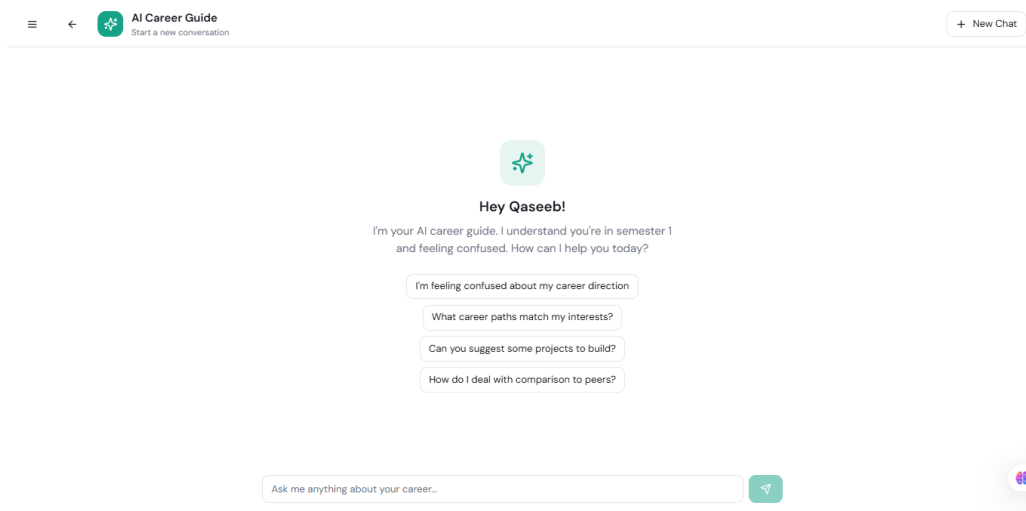 AI Career Guide
Start a new conversation
New Chat
Hey Qaseeb!
I'm your AI career guide. I understand you're in semester 1
and feeling confused. How can I help you today?
I'm feeling confused about my career direction
What career paths match my interests?
Can you suggest some projects to build?
How do I deal with comparison to peers?
Ask me anything about your career...